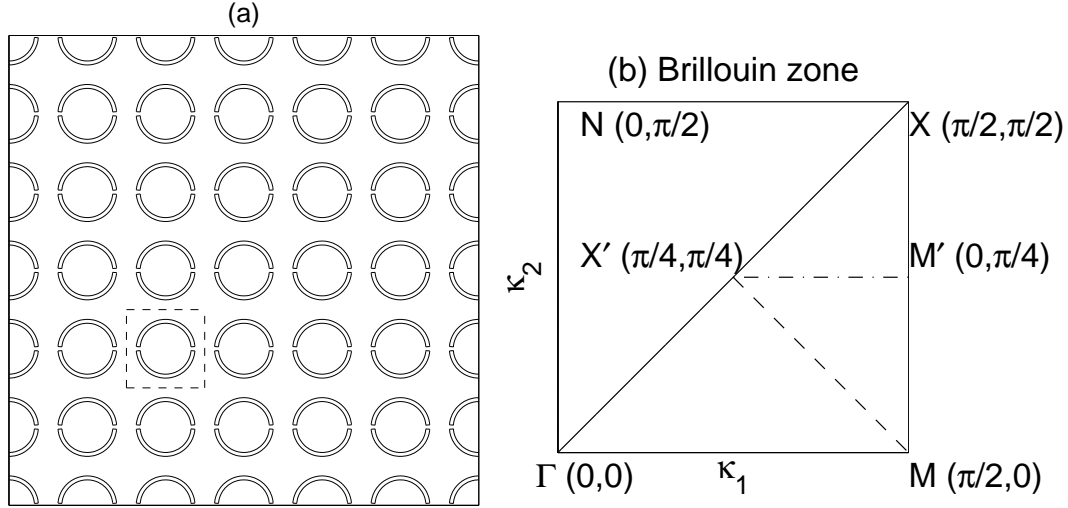 (a)
(b) Brillouin zone
N (0,π/2)
X (π/2,π/2)
X′ (π/4,π/4)
M′ (0,π/4)
κ2
Γ (0,0)
κ1
M (π/2,0)